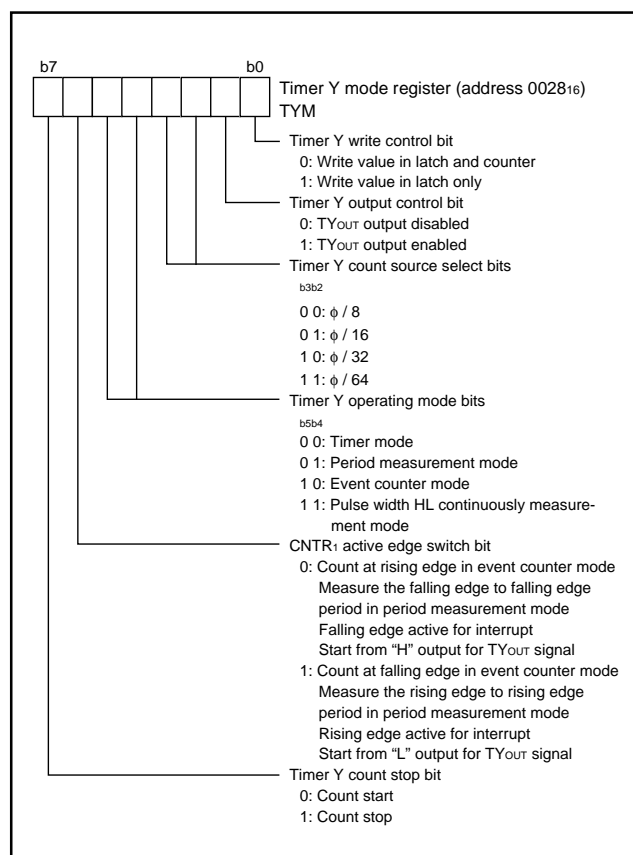 b7 b0
Timer Y mode register (address 0028₁₆)
TYM
Timer Y write control bit
0: Write value in latch and counter
1: Write value in latch only
Timer Y output control bit
0: TYOUT output disabled
1: TYOUT output enabled
Timer Y count source select bits
b3b2
0 0: ϕ / 8
0 1: ϕ / 16
1 0: ϕ / 32
1 1: ϕ / 64
Timer Y operating mode bits
b5b4
0 0: Timer mode
0 1: Period measurement mode
1 0: Event counter mode
1 1: Pulse width HL continuously measure-
ment mode
CNTR₁ active edge switch bit
0: Count at rising edge in event counter mode
Measure the falling edge to falling edge
period in period measurement mode
Falling edge active for interrupt
Start from “H” output for TYOUT signal
1: Count at falling edge in event counter mode
Measure the rising edge to rising edge
period in period measurement mode
Rising edge active for interrupt
Start from “L” output for TYOUT signal
Timer Y count stop bit
0: Count start
1: Count stop